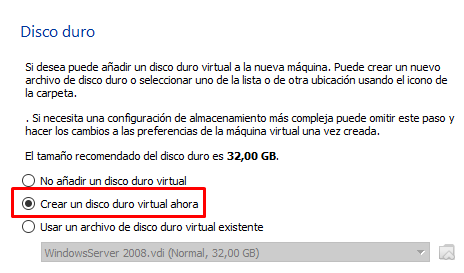 Disco duro
Si desea puede añadir un disco duro virtual a la nueva máquina. Puede crear un nuevo
archivo de disco duro o seleccionar uno de la lista o de otra ubicación usando el icono de
la carpeta.
. Si necesita una configuración de almacenamiento más compleja puede omitir este paso y
hacer los cambios a las preferencias de la máquina virtual una vez creada.
El tamaño recomendado del disco duro es 32,00 GB.
No añadir un disco duro virtual
Crear un disco duro virtual ahora
Usar un archivo de disco duro virtual existente
WindowsServer 2008.vdi (Normal, 32,00 GB)